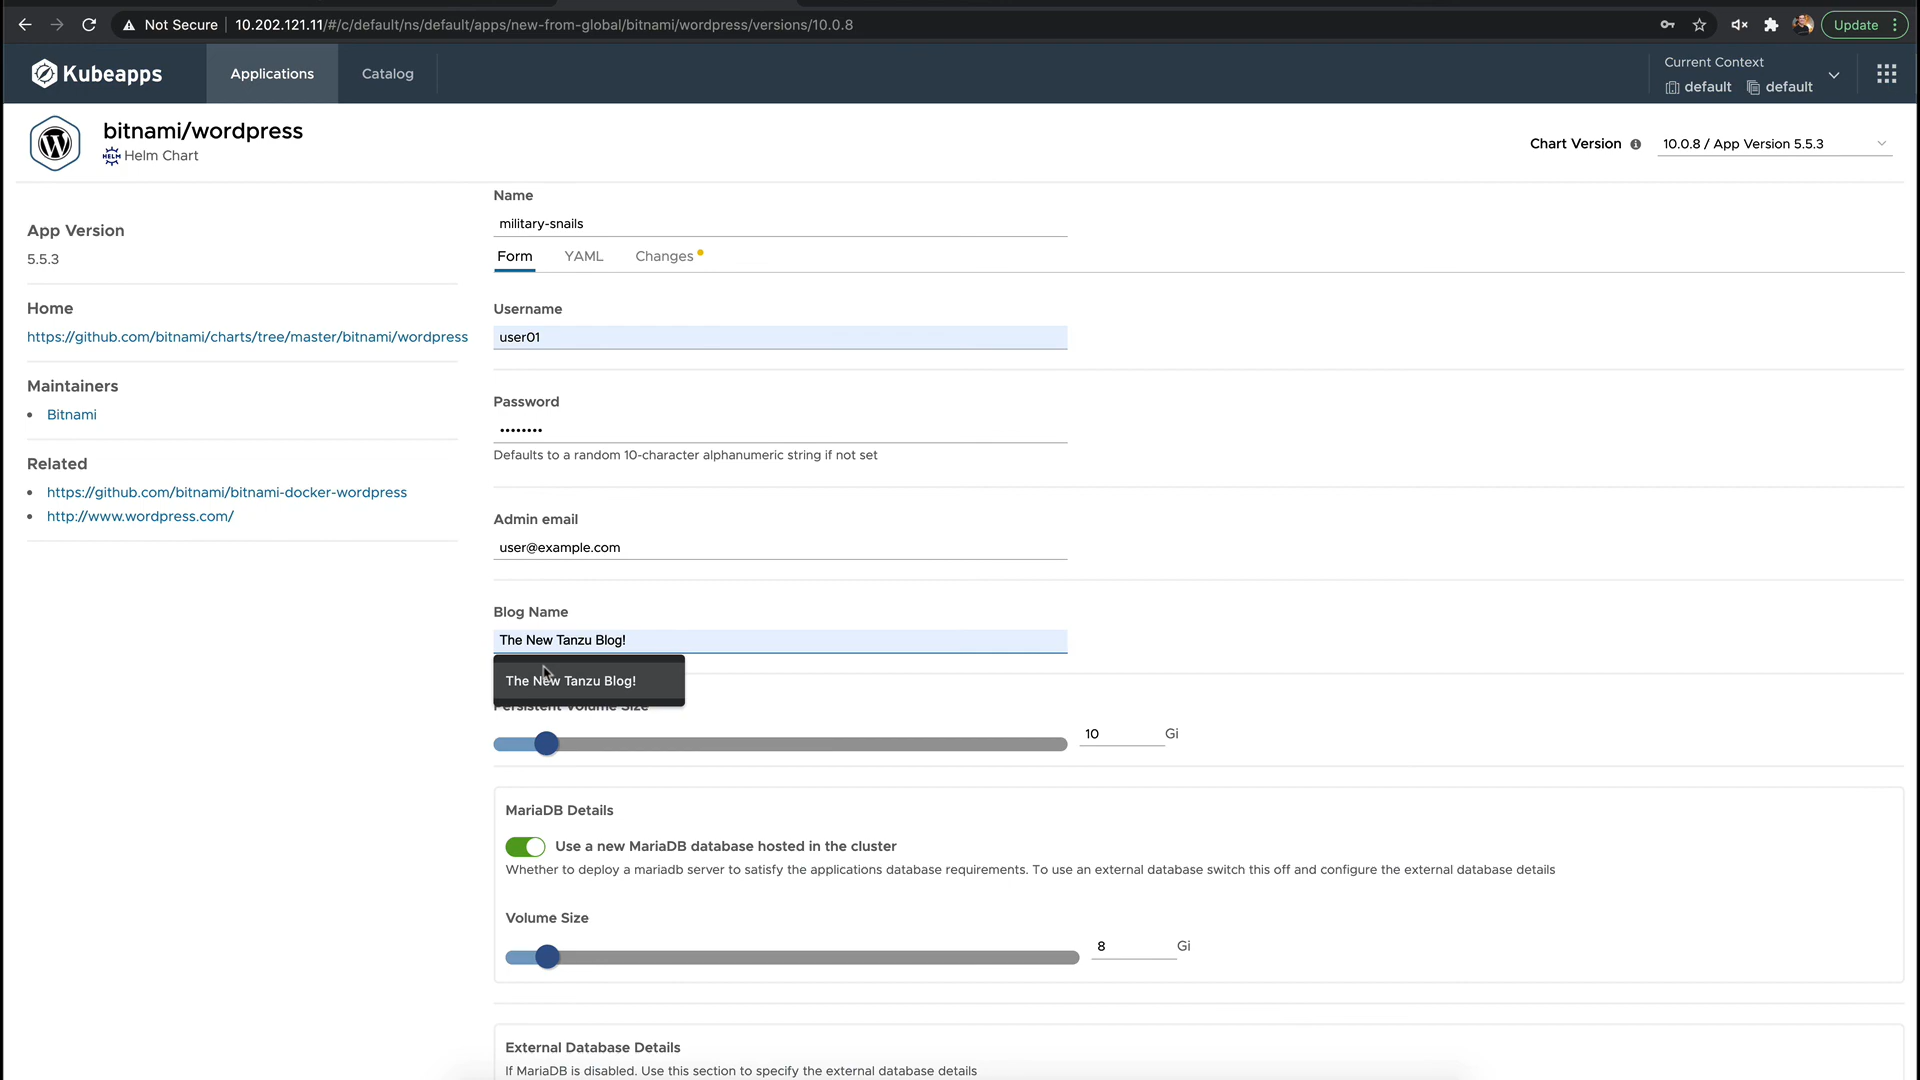 Not Secure
10.202.121.11/#/c/default/ns/default/apps/new-from-global/bitnami/wordpress/versions/10.0.8
Update
Kubeapps
Applications
Catalog
Current Context
default
default
bitnami/wordpress
HELM
Helm Chart
Chart Version
10.0.8 / App Version 5.5.3
App Version
5.5.3
Home
https://github.com/bitnami/charts/tree/master/bitnami/wordpress
Maintainers
Bitnami
Related
https://github.com/bitnami/bitnami-docker-wordpress
http://www.wordpress.com/
Name
military-snails
Form
YAML
Changes
Username
user01
Password
••••••••
Defaults to a random 10-character alphanumeric string if not set
Admin email
user@example.com
Blog Name
The New Tanzu Blog!
The New Tanzu Blog!
Persistent Volume Size
10
Gi
MariaDB Details
Use a new MariaDB database hosted in the cluster
Whether to deploy a mariadb server to satisfy the applications database requirements. To use an external database switch this off and configure the external database details
Volume Size
8
Gi
External Database Details
If MariaDB is disabled. Use this section to specify the external database details